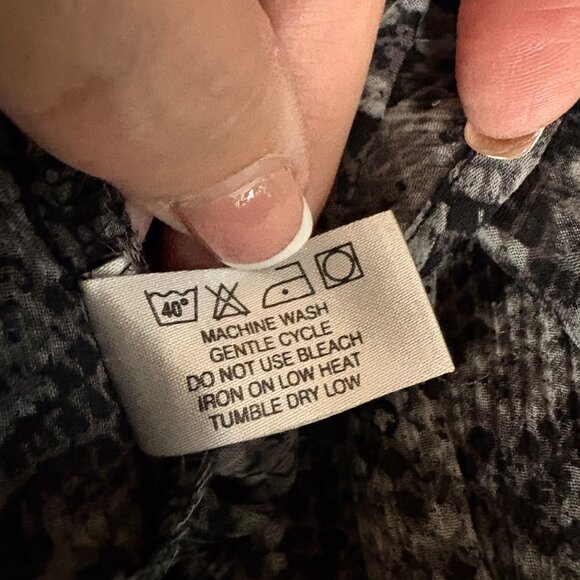 40°
MACHINE WASH
GENTLE CYCLE
DO NOT USE BLEACH
IRON ON LOW HEAT
TUMBLE DRY LOW